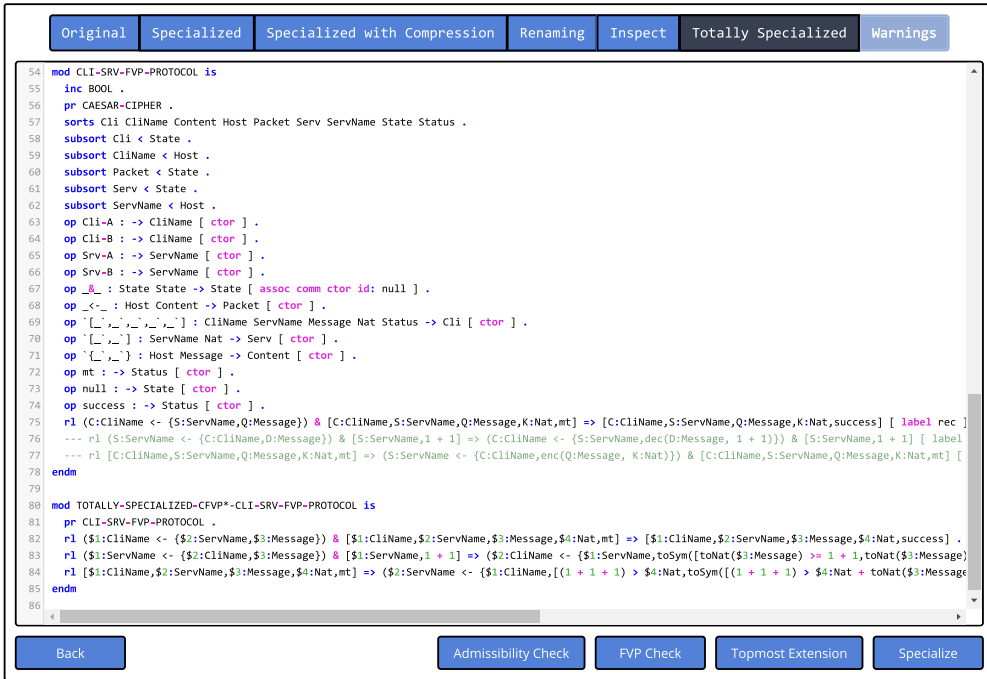 Original Specialized Specialized with Compression Renaming Inspect Totally Specialized Warnings
54 mod CLI-SRV-FVP-PROTOCOL is
55 inc BOOL .
56 pr CAESAR-CIPHER .
57 sorts Cli CliName Content Host Packet Serv ServName State Status .
58 subsort Cli < State .
59 subsort CliName < Host .
60 subsort Packet < State .
61 subsort Serv < State .
62 subsort ServName < Host .
63 op Cli-A : -> CliName [ ctor ] .
64 op Cli-B : -> CliName [ ctor ] .
65 op Srv-A : -> ServName [ ctor ] .
66 op Srv-B : -> ServName [ ctor ] .
67 op _&_ : State State -> State [ assoc comm ctor id: null ] .
68 op _<-_ : Host Content -> Packet [ ctor ] .
69 op `[_`,_`,_`,_`,_`] : CliName ServName Message Nat Status -> Cli [ ctor ] .
70 op `[_`,_`] : ServName Nat -> Serv [ ctor ] .
71 op `{_`,_`} : Host Message -> Content [ ctor ] .
72 op mt : -> Status [ ctor ] .
73 op null : -> State [ ctor ] .
74 op success : -> Status [ ctor ] .
75 rl (C:CliName <- {S:ServName,Q:Message}) & [C:CliName,S:ServName,Q:Message,K:Nat,mt] => [C:CliName,S:ServName,Q:Message,K:Nat,success] [ label rec ]
76 --- rl (S:ServName <- {C:CliName,D:Message}) & [S:ServName,1 + 1] => (C:CliName <- {S:ServName,dec(D:Message, 1 + 1)}) & [S:ServName,1 + 1] [ label
77 --- rl [C:CliName,S:ServName,Q:Message,K:Nat,mt] => (S:ServName <- {C:CliName,enc(Q:Message, K:Nat)}) & [C:CliName,S:ServName,Q:Message,K:Nat,mt] [
78 endm
79
80 mod TOTALLY-SPECIALIZED-CFVP*-CLI-SRV-FVP-PROTOCOL is
81 pr CLI-SRV-FVP-PROTOCOL .
82 rl ($1:CliName <- {$2:ServName,$3:Message}) & [$1:CliName,$2:ServName,$3:Message,$4:Nat,mt] => [$1:CliName,$2:ServName,$3:Message,$4:Nat,success] .
83 rl ($1:ServName <- {$2:CliName,$3:Message}) & [$1:ServName,1 + 1] => ($2:CliName <- {$1:ServName,toSym([toNat($3:Message) >= 1 + 1,toNat($3:Message)
84 rl [$1:CliName,$2:ServName,$3:Message,$4:Nat,mt] => ($2:ServName <- {$1:CliName,[(1 + 1 + 1) > $4:Nat,toSym([(1 + 1 + 1) > $4:Nat + toNat($3:Message
85 endm
86
Back Admissibility Check FVP Check Topmost Extension Specialize